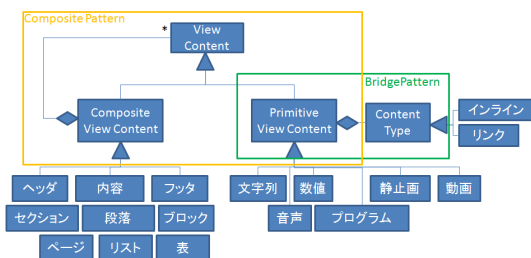 Composite Pattern
*
View
Content
BridgePattern
Composite
View Content
Primitive
View Content
Content
Type
インライン
リンク
ヘッダ
内容
フッタ
文字列
数値
静止画
動画
セクション
段落
ブロック
音声
プログラム
ページ
リスト
表